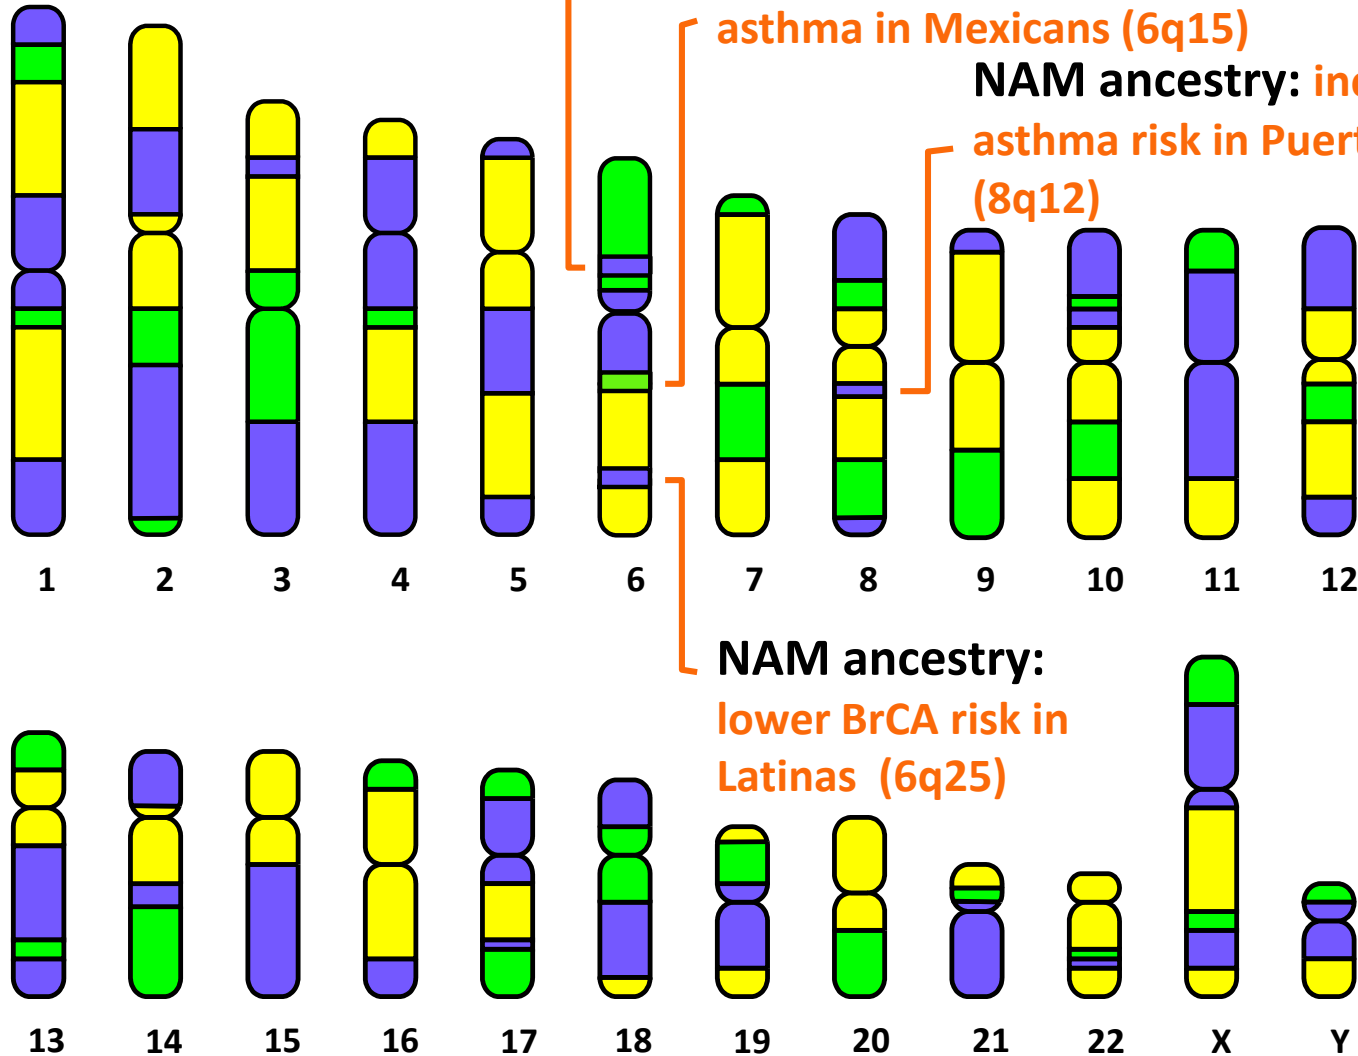 asthma in Mexicans (6q15)
NAM ancestry:
asthma risk in
(8q12)
1 2 3 4 5 6 7 8 9 10 11 12
NAM ancestry:
lower BrCA risk in
Latinas (6q25)
13 14 15 16 17 18 19 20 21 22 X Y